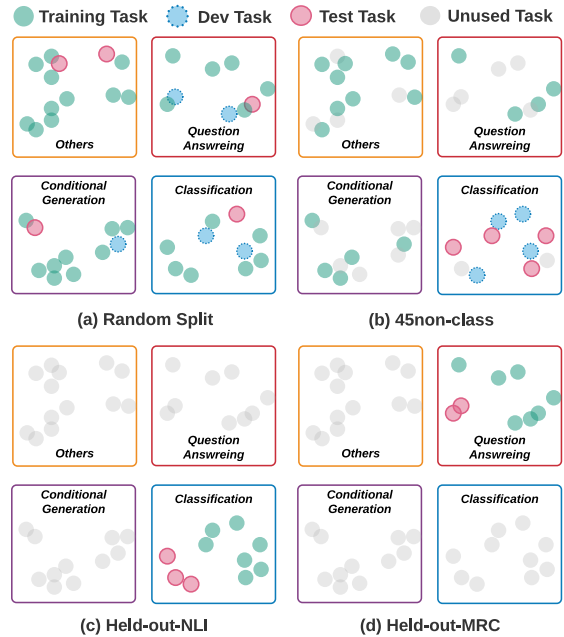 Training Task Dev Task Test Task Unused Task
Others
Question
Answreing
Others
Question
Answreing
Conditional
Generation
Classification
Conditional
Generation
Classification
(a) Random Split
(b) 45non-class
Others
Question
Answreing
Others
Question
Answreing
Conditional
Generation
Classification
Conditional
Generation
Classification
(c) Held-out-NLI
(d) Held-out-MRC